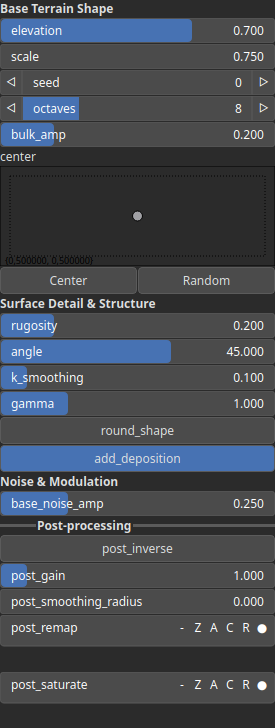 Base Terrain Shape
elevation 0.700
scale 0.750
seed 0
octaves 8
bulk_amp 0.200
center
(0.500000, 0.500000)
Center Random
Surface Detail & Structure
rugosity 0.200
angle 45.000
k_smoothing 0.100
gamma 1.000
round_shape
add_deposition
Noise & Modulation
base_noise_amp 0.250
Post-processing
post_inverse
post_gain 1.000
post_smoothing_radius 0.000
post_remap - Z A C R
post_saturate - Z A C R